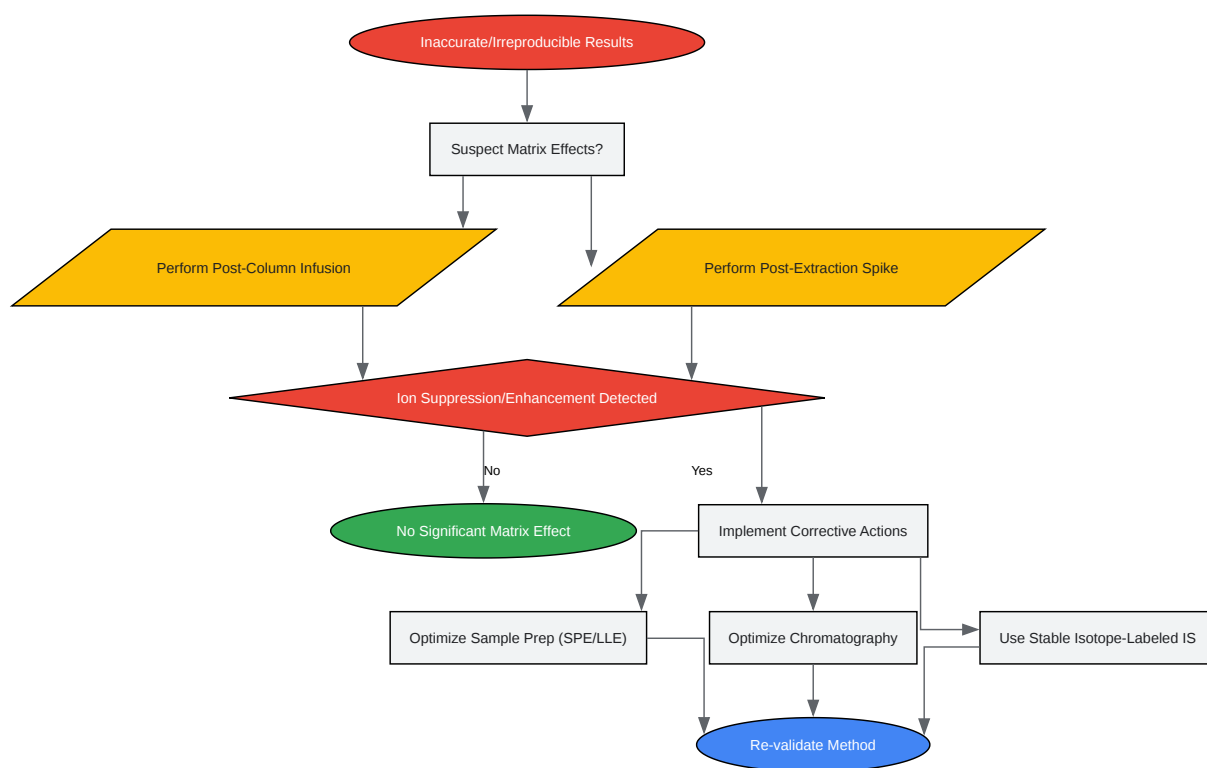 Inaccurate/Irreproducible Results
Suspect Matrix Effects?
Perform Post-Column Infusion
Perform Post-Extraction Spike
Ion Suppression/Enhancement Detected
No
Yes
No Significant Matrix Effect
Implement Corrective Actions
Optimize Sample Prep (SPE/LLE)
Optimize Chromatography
Use Stable Isotope-Labeled IS
Re-validate Method